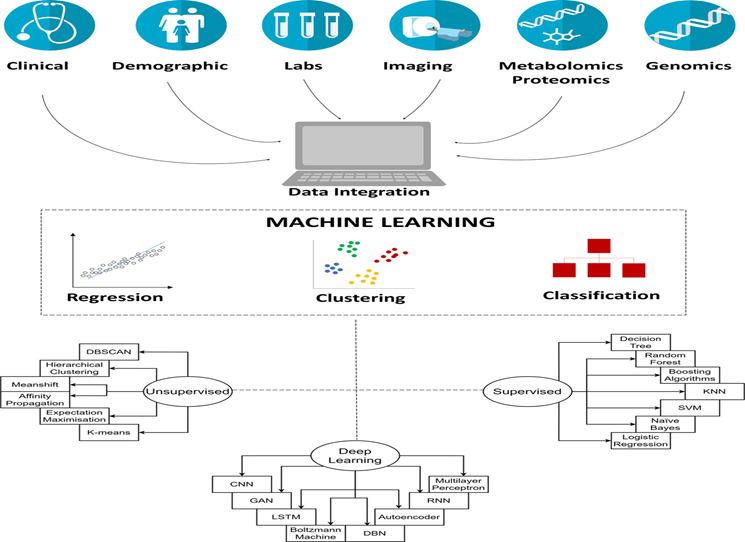 Clinical
Demographic
Labs
Imaging
Metabolomics
Proteomics
Genomics
Data Integration
MACHINE LEARNING
Regression
Clustering
Classification
DBSCAN
Hierarchical
Clustering
Meanshift
Affinity
Propagation
Expectation
Maximisation
K-means
Unsupervised
Supervised
Decision
Tree
Random
Forest
Boosting
Algorithms
KNN
SVM
Naïve
Bayes
Logistic
Regression
Deep
Learning
CNN
GAN
LSTM
Boltzmann
Machine
DBN
Autoencoder
RNN
Multilayer
Perceptron